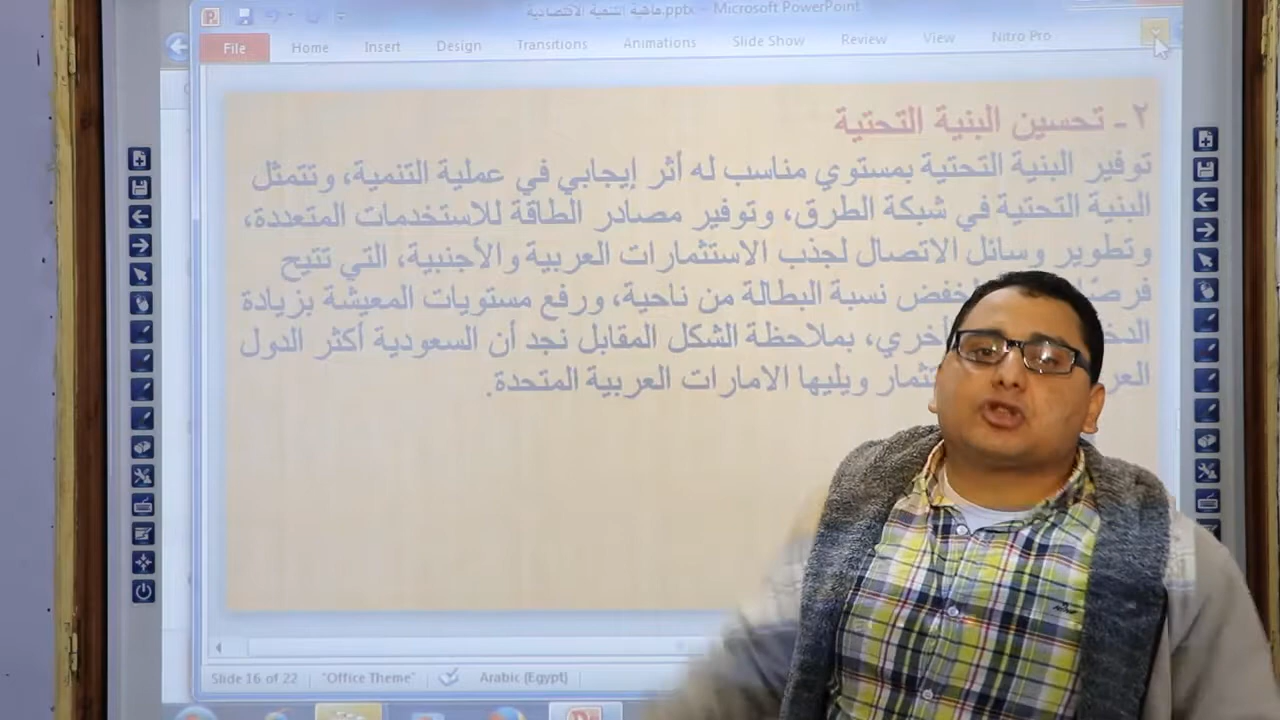 ماهية التنمية الاقتصادية.pptx - Microsoft PowerPoint
File Home Insert Design Transitions Animations Slide Show Review View Nitro Pro
٢- تحسين البنية التحتية
توفير البنية التحتية بمستوي مناسب له أثر إيجابي في عملية التنمية، وتتمثل
البنية التحتية في شبكة الطرق، وتوفير مصادر الطاقة للاستخدمات المتعددة،
وتطوير وسائل الاتصال لجذب الاستثمارات العربية والأجنبية، التي تتيح
خفض نسبة البطالة من ناحية، ورفع مستويات المعيشة بزيادة
أخري، بملاحظة الشكل المقابل نجد أن السعودية أكثر الدول
ويليها الامارات العربية المتحدة.
Slide 16 of 22 "Office Theme" Arabic (Egypt)